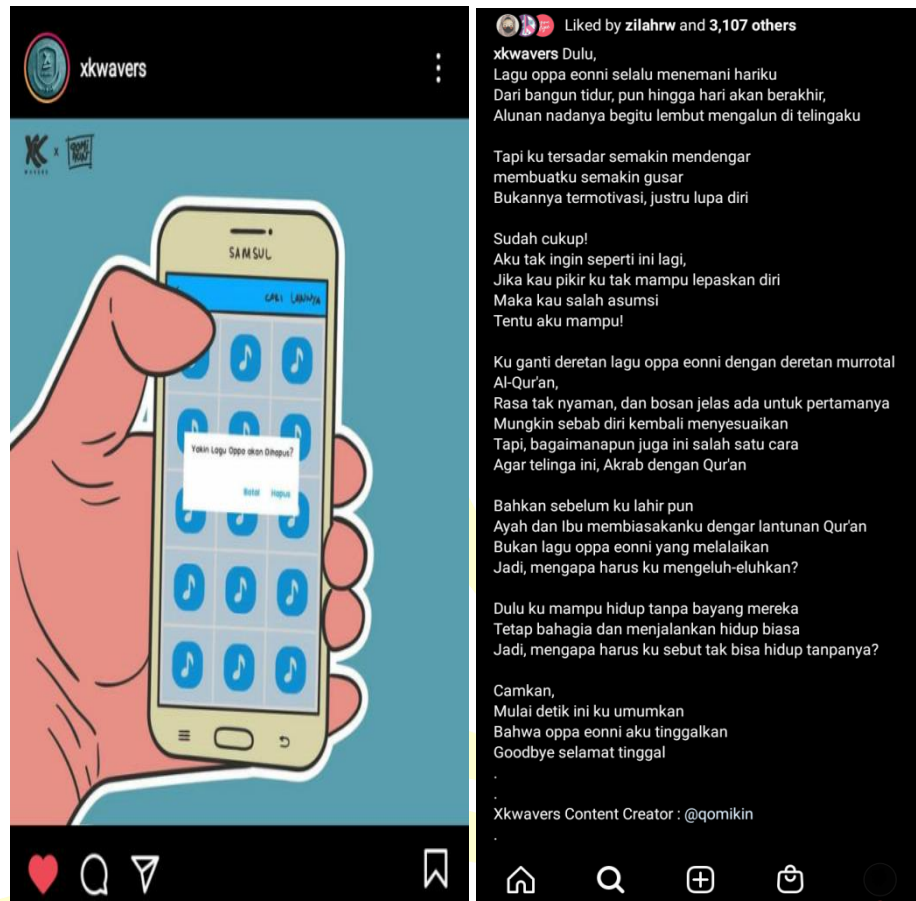 xkwavers
XK
WAVERS
x
QOMIKIN
SAMSUL
CARI LAINNYA
Yakin Lagu Oppo akan Dihapus?
Batal Hapus
Liked by zilahrw and 3,107 others
xkwavers Dulu,
Lagu oppa eonni selalu menemani hariku
Dari bangun tidur, pun hingga hari akan berakhir,
Alunan nadanya begitu lembut mengalun di telingaku
Tapi ku tersadar semakin mendengar
membuatku semakin gusar
Bukannya termotivasi, justru lupa diri
Sudah cukup!
Aku tak ingin seperti ini lagi,
Jika kau pikir ku tak mampu lepaskan diri
Maka kau salah asumsi
Tentu aku mampu!
Ku ganti deretan lagu oppa eonni dengan deretan murrotal
Al-Qur'an,
Rasa tak nyaman, dan bosan jelas ada untuk pertamanya
Mungkin sebab diri kembali menyesuaikan
Tapi, bagaimanapun juga ini salah satu cara
Agar telinga ini, Akrab dengan Qur'an
Bahkan sebelum ku lahir pun
Ayah dan Ibu membiasakanku dengar lantunan Qur'an
Bukan lagu oppa eonni yang melalaikan
Jadi, mengapa harus ku mengeluh-eluhkan?
Dulu ku mampu hidup tanpa bayang mereka
Tetap bahagia dan menjalankan hidup biasa
Jadi, mengapa harus ku sebut tak bisa hidup tanpanya?
Camkan,
Mulai detik ini ku umumkan
Bahwa oppa eonni aku tinggalkan
Goodbye selamat tinggal
.
.
Xkwavers Content Creator : @qomikin
.